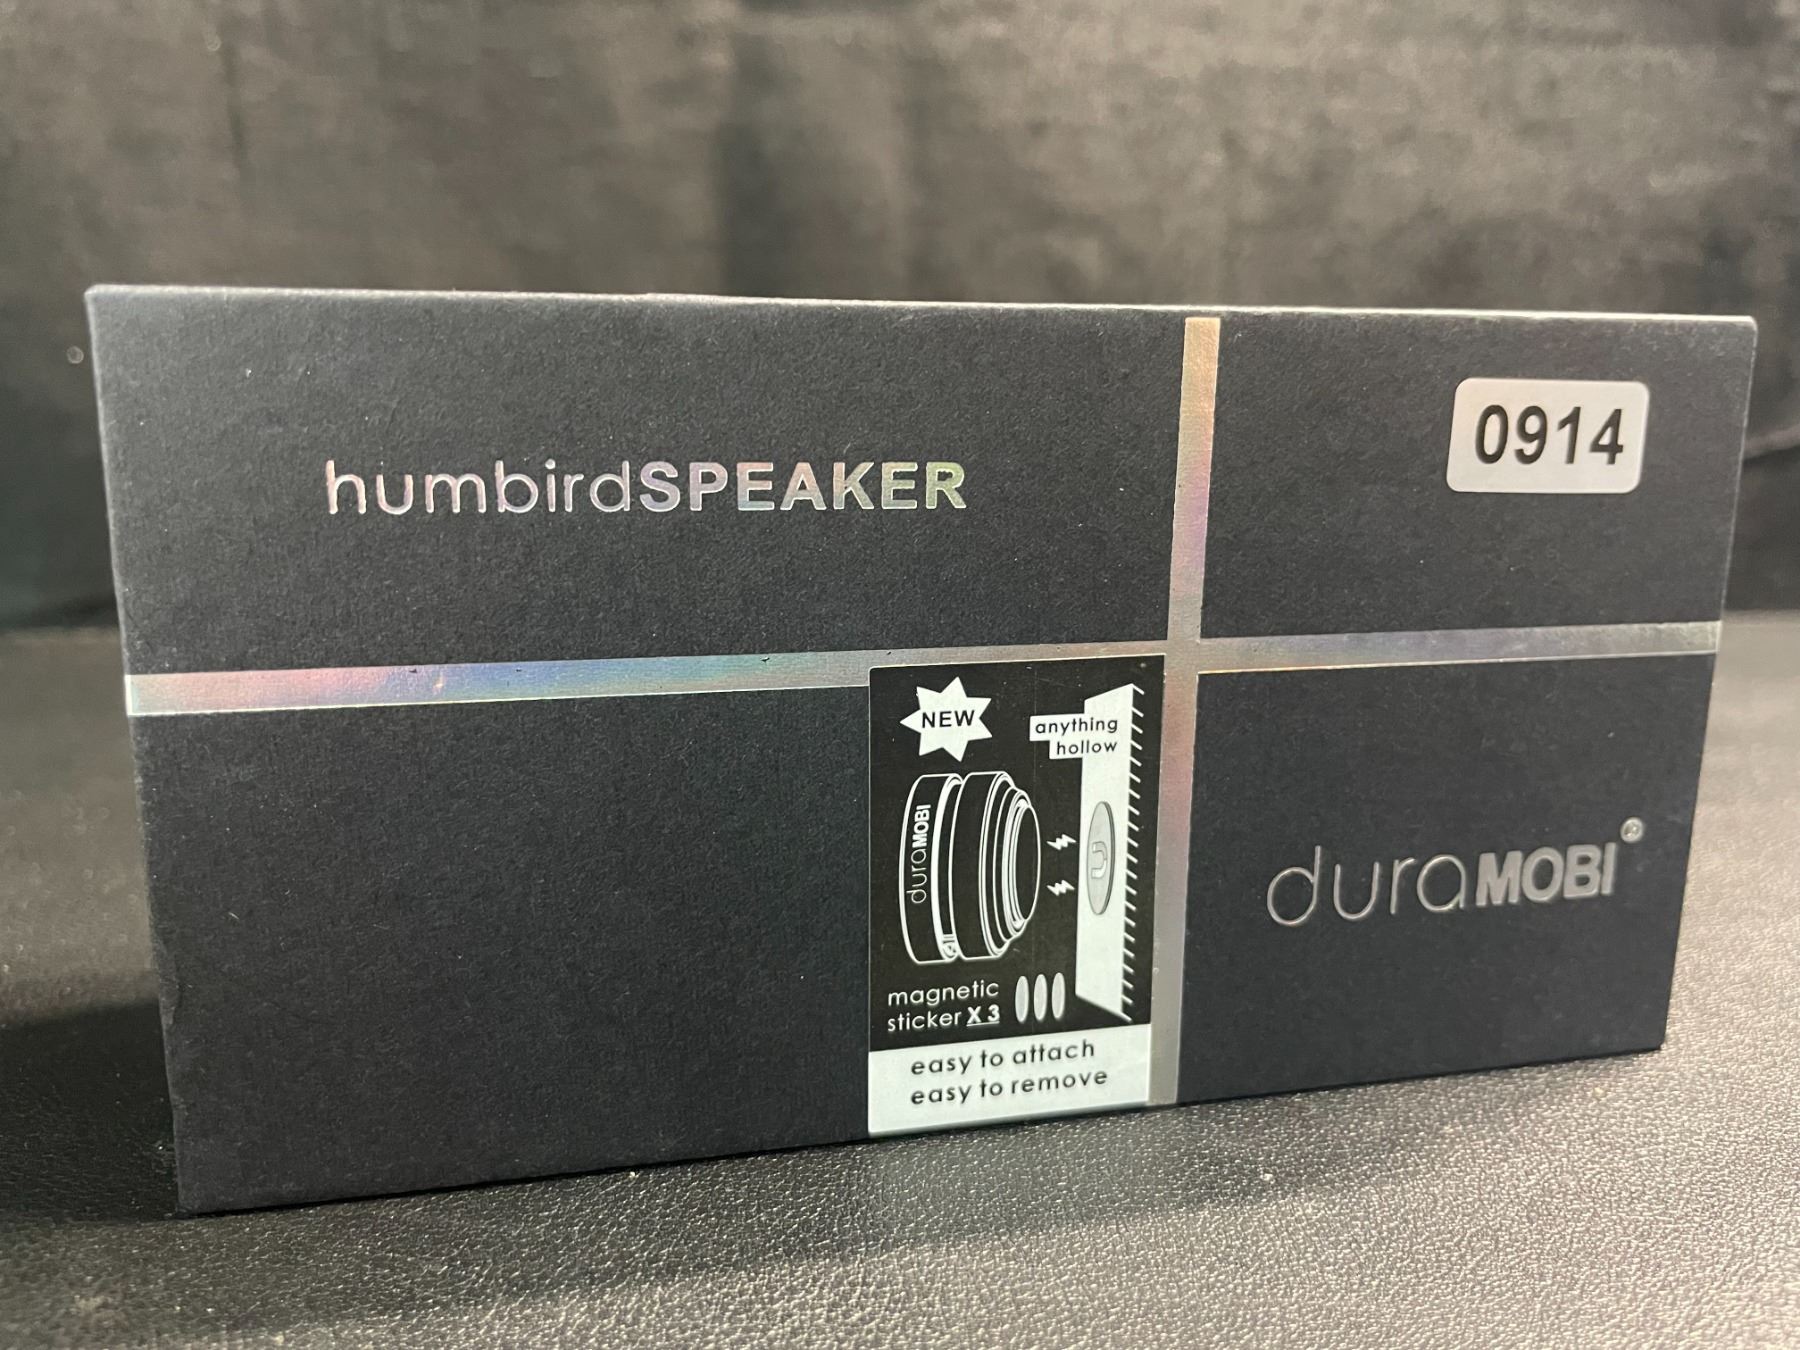 humbirdSPEAKER
0914
NEW
anything
hollow
duraMOBI
magnetic
sticker X 3
easy to attach
easy to remove
duraMOBI®